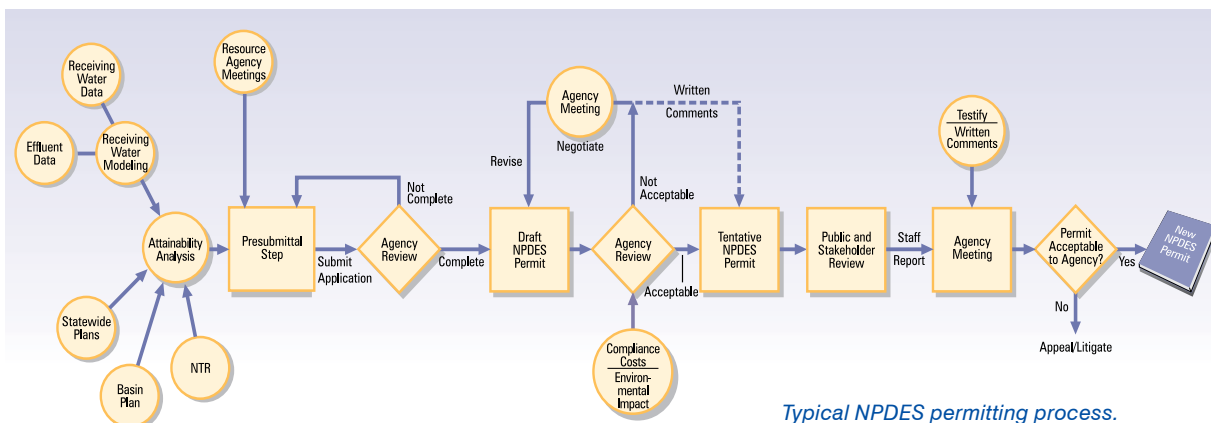 Receiving
Water
Data
Effluent
Data
Receiving
Water
Modeling
Attainability
Analysis
Statewide
Plans
Basin
Plan
NTR
Resource
Agency
Meetings
Presubmittal
Step
Submit
Application
Not
Complete
Agency
Review
Complete
Draft
NPDES
Permit
Revise
Agency
Meeting
Negotiate
Written
Comments
Not
Acceptable
Agency
Review
Acceptable
Compliance
Costs
Environ-
mental
Impact
Tentative
NPDES
Permit
Public and
Stakeholder
Review
Staff
Report
Testify
Written
Comments
Agency
Meeting
Permit
Acceptable
to Agency?
Yes
No
Appeal/Litigate
New
NPDES
Permit
Typical NPDES permitting process.